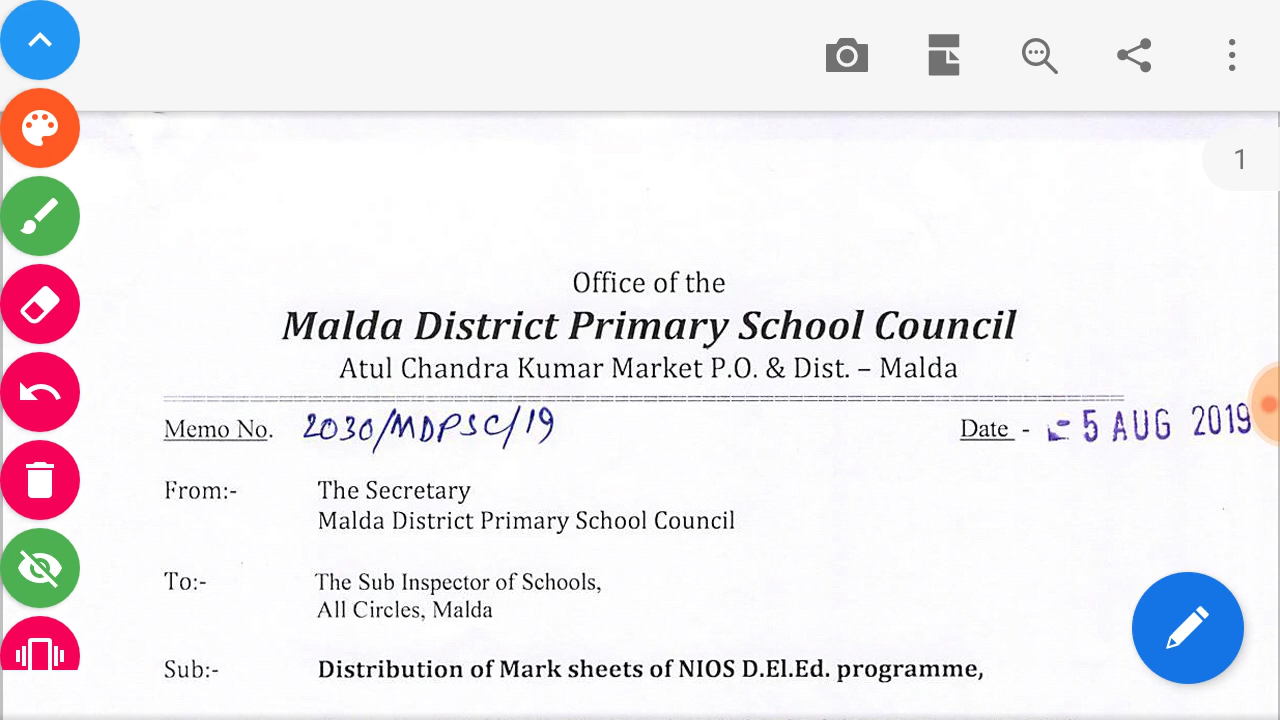 1
Office of the
Malda District Primary School Council
Atul Chandra Kumar Market P.O. & Dist. – Malda
Memo No. 2030/MDPSC/19 Date - - 5 AUG 2019
From:- The Secretary
Malda District Primary School Council
To:- The Sub Inspector of Schools,
All Circles, Malda
Sub:- Distribution of Mark sheets of NIOS D.El.Ed. programme,